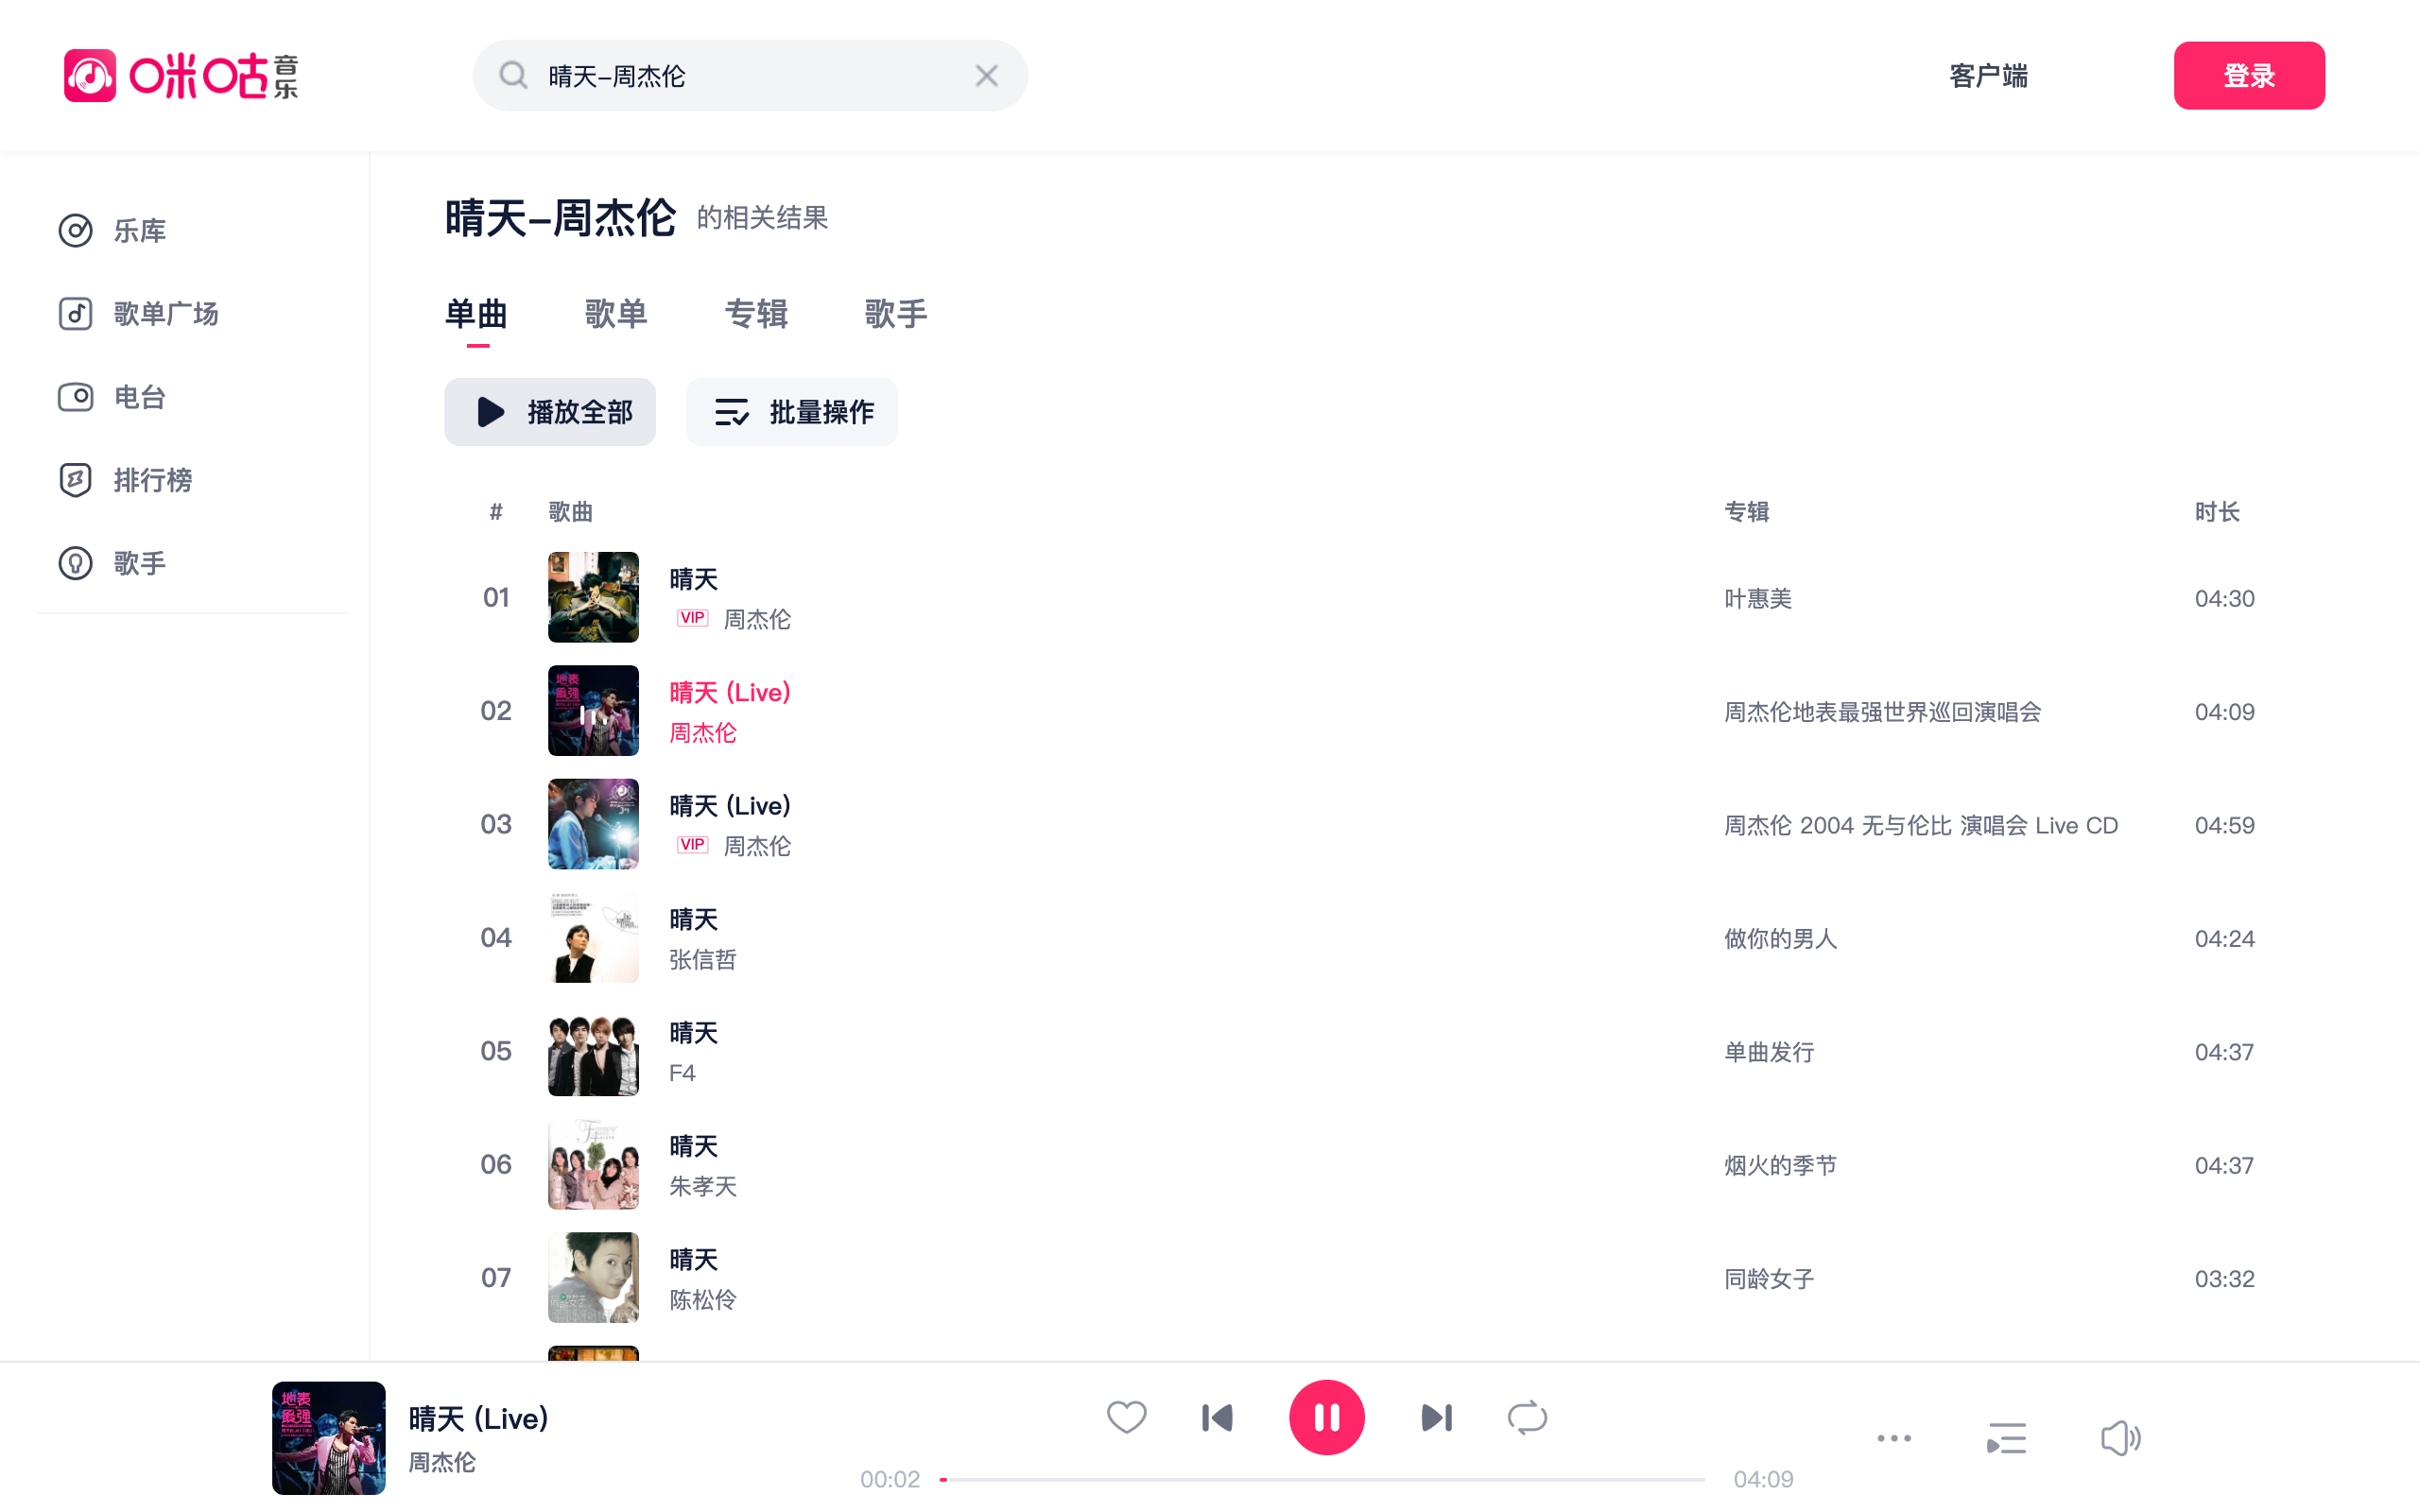 咪咕音乐
晴天-周杰伦
客户端
登录
乐库
歌单广场
电台
排行榜
歌手
晴天-周杰伦 的相关结果
单曲 歌单 专辑 歌手
播放全部 批量操作
# 歌曲 专辑 时长
01 晴天 叶惠美 04:30
VIP 周杰伦
02 晴天 (Live) 周杰伦地表最强世界巡回演唱会 04:09
地表最强
周杰伦
03 晴天 (Live) 周杰伦 2004 无与伦比 演唱会 Live CD 04:59
VIP 周杰伦
04 晴天 做你的男人 04:24
张信哲
05 晴天 单曲发行 04:37
F4
06 晴天 烟火的季节 04:37
朱孝天
07 晴天 同龄女子 03:32
陈松伶
地表最强
晴天 (Live)
周杰伦
00:02 04:09